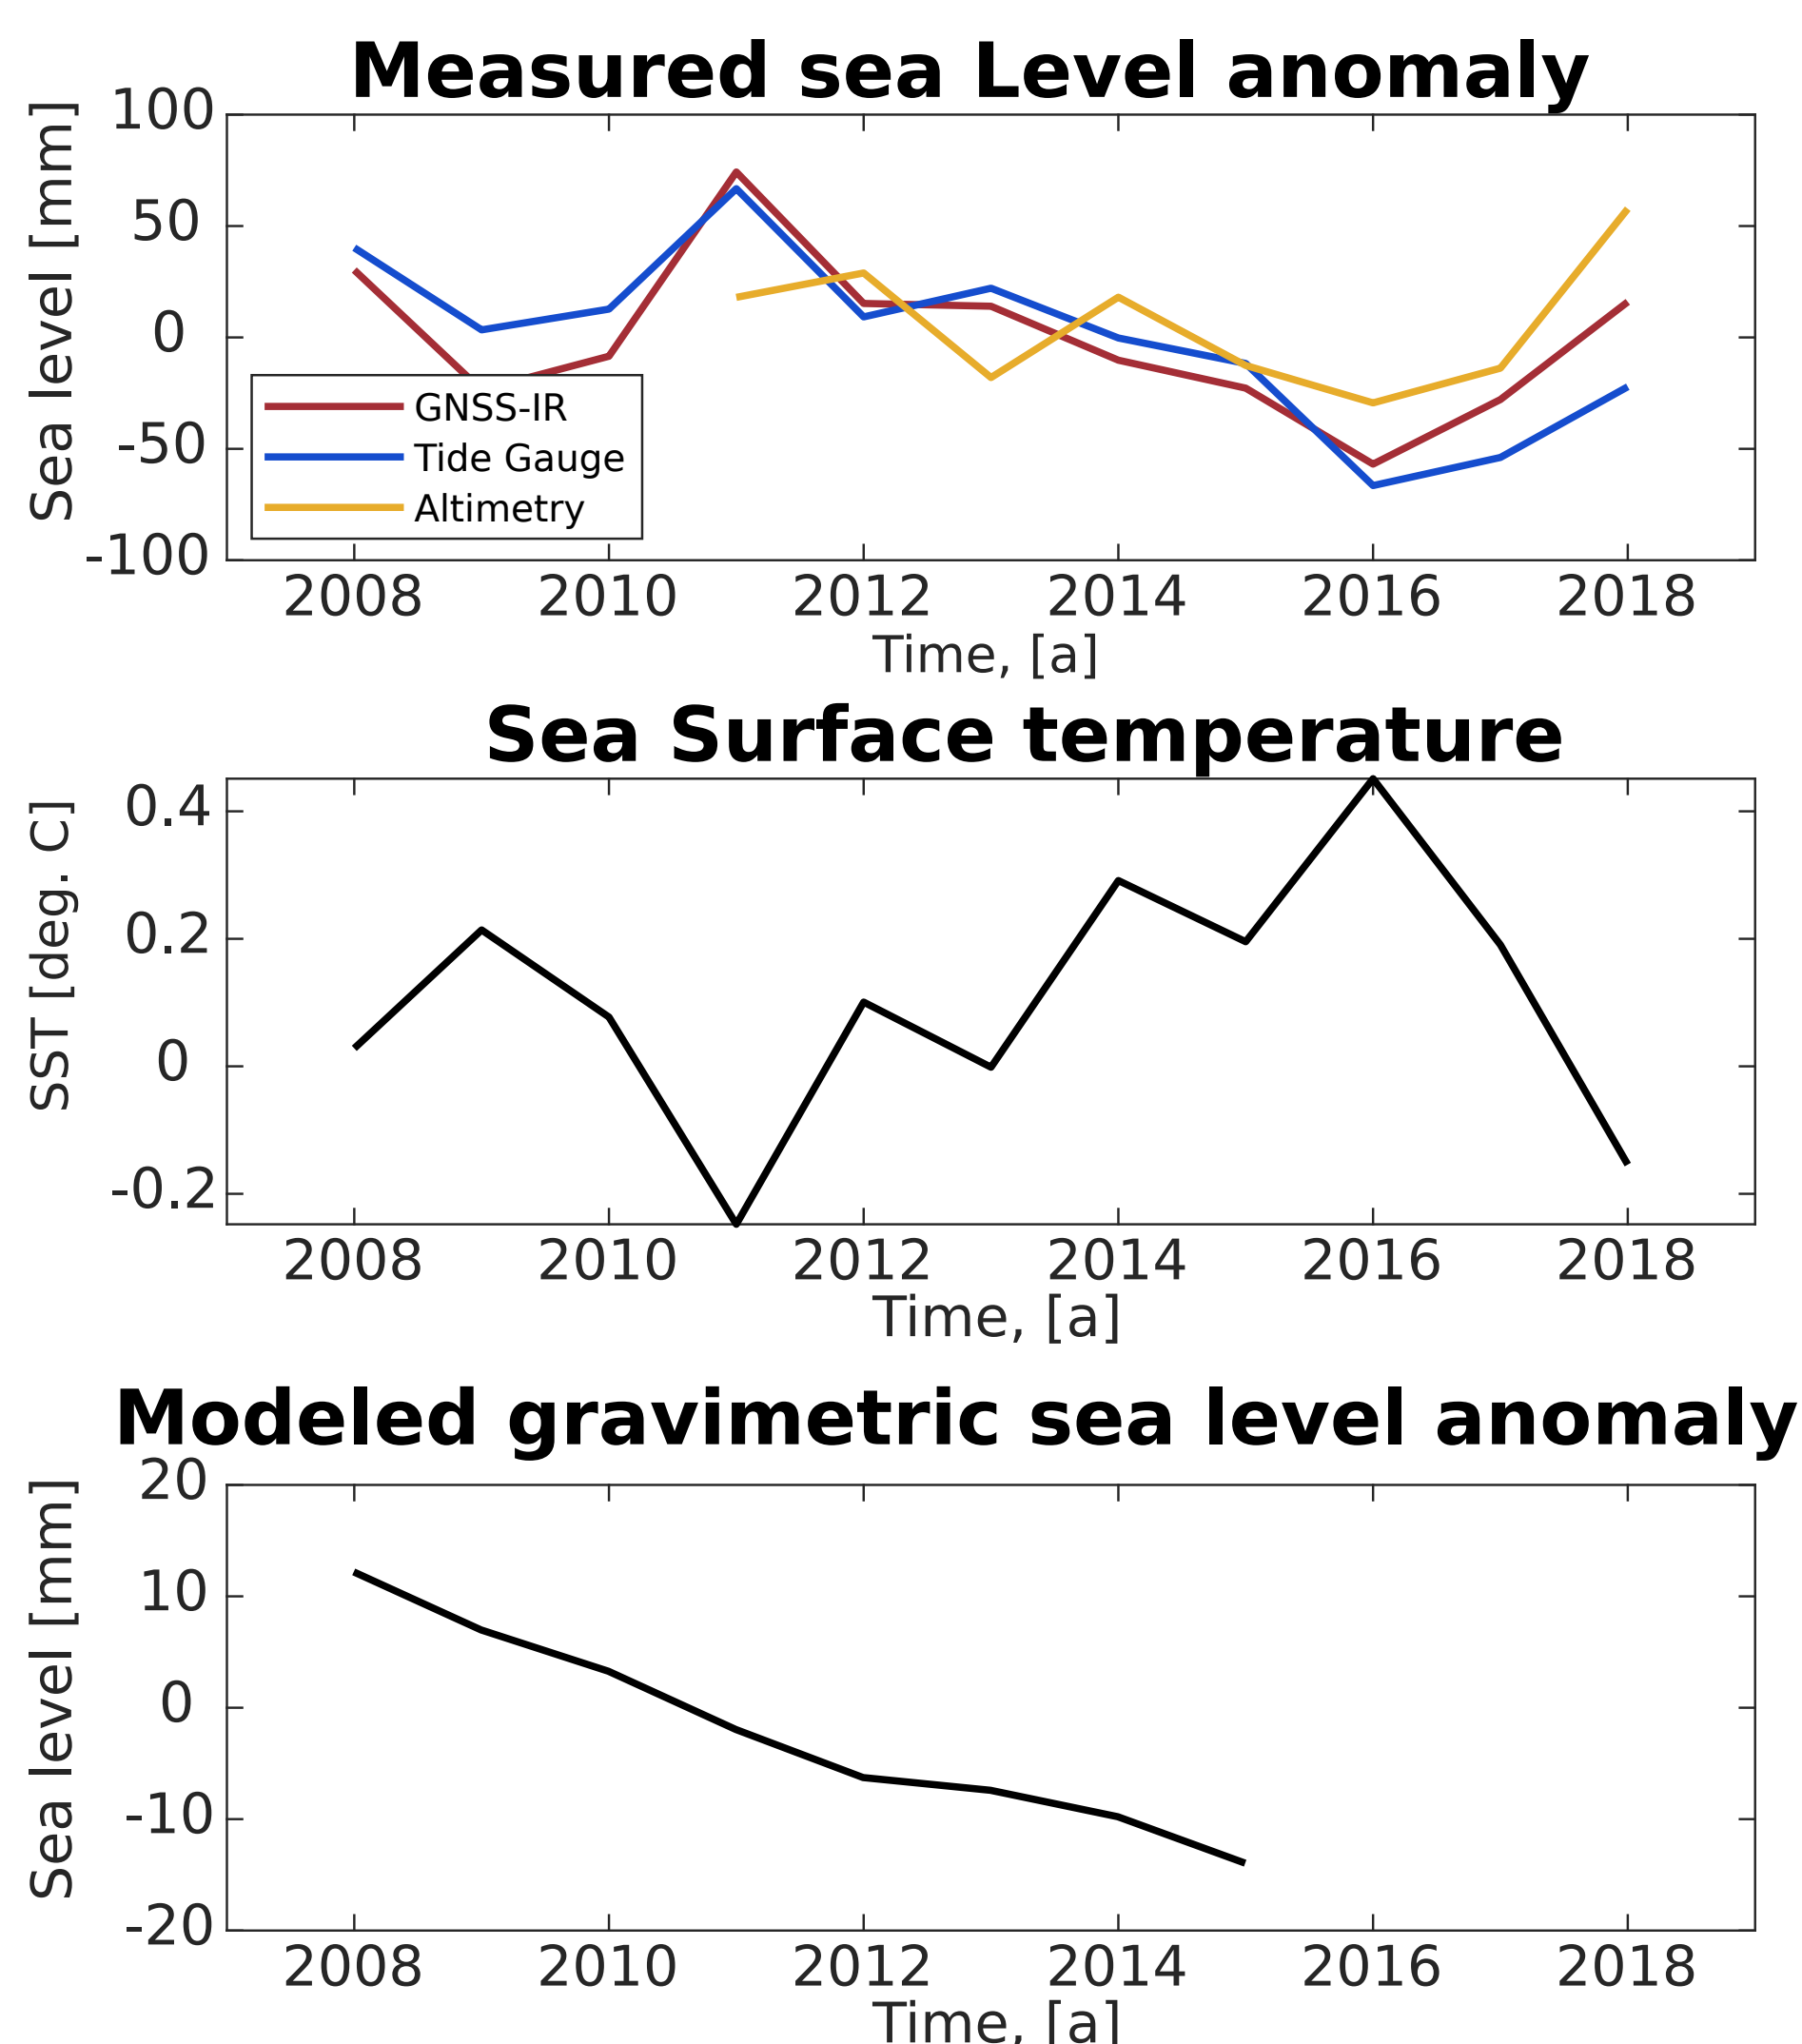 Measured sea Level anomaly
Sea level [mm]
100
50
0
-50
-100
GNSS-IR
Tide Gauge
Altimetry
2008 2010 2012 2014 2016 2018
Time, [a]
Sea Surface temperature
SST [deg. C]
0.4
0.2
0
-0.2
2008 2010 2012 2014 2016 2018
Time, [a]
Modeled gravimetric sea level anomaly
Sea level [mm]
20
10
0
-10
-20
2008 2010 2012 2014 2016 2018
Time, [a]